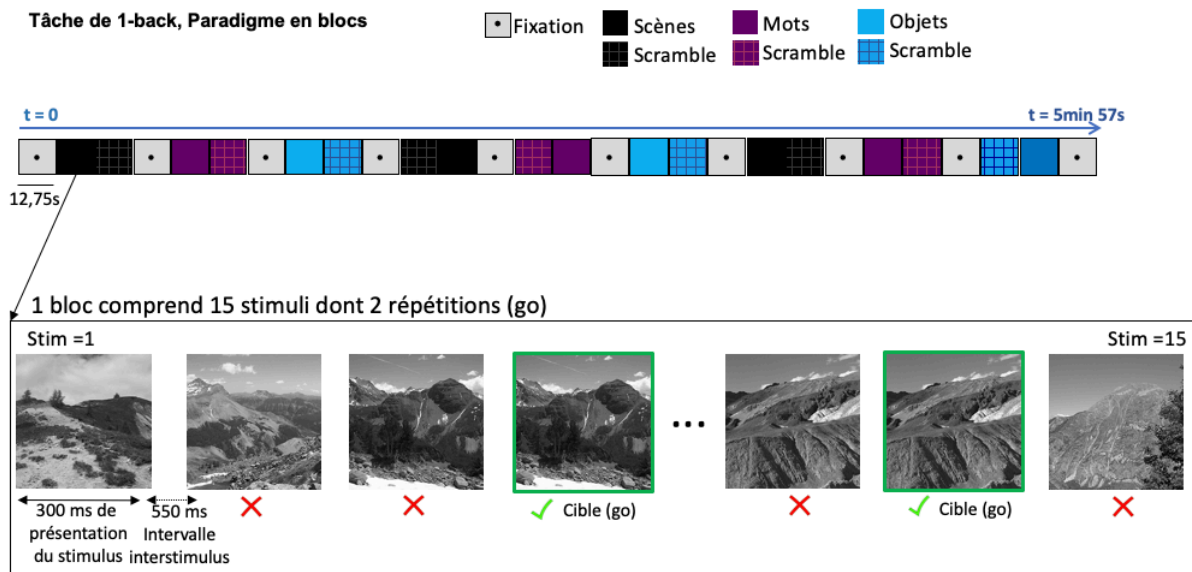 Tâche de 1-back, Paradigme en blocs
Fixation
Scènes
Mots
Objets
Scramble
Scramble
Scramble
t = 0
t = 5min 57s
12,75s
1 bloc comprend 15 stimuli dont 2 répétitions (go)
Stim =1
Stim =15
...
300 ms de
présentation
du stimulus
550 ms
Intervalle
interstimulus
Cible (go)
Cible (go)